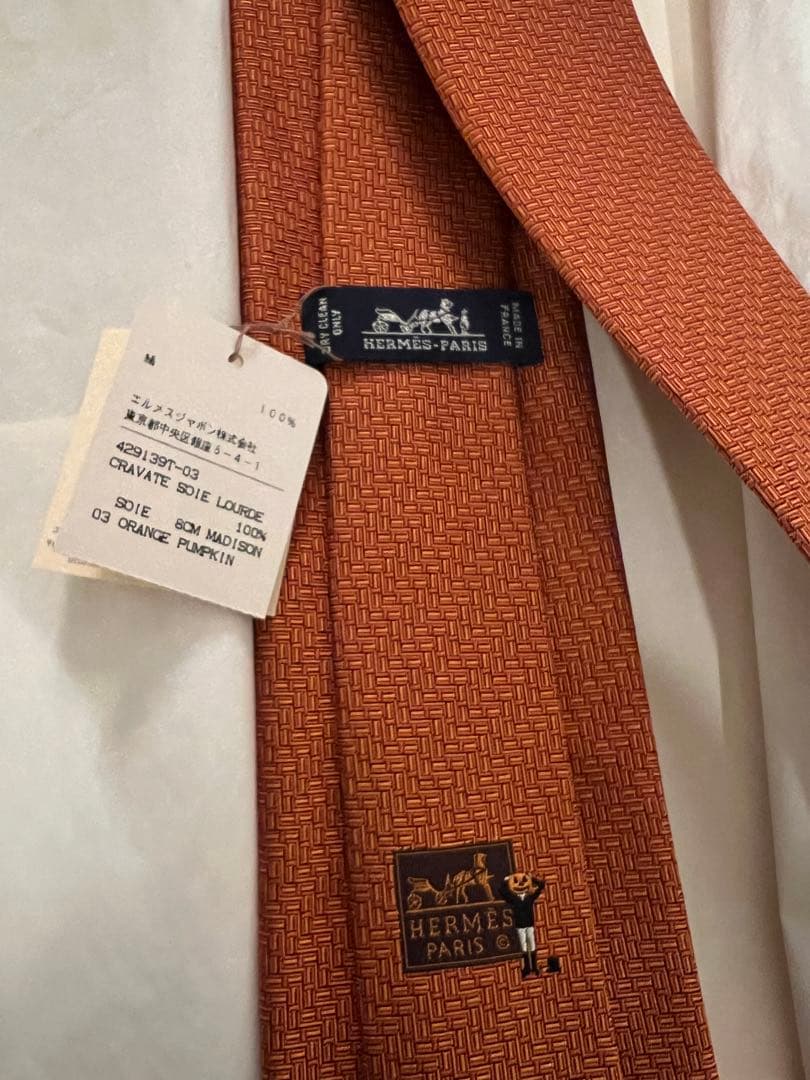 DRY CLEAN
ONLY
HERMÈS-PARIS
MADE IN
FRANCE
100%
エルメスジャポン株式会社
東京都中央区銀座5-4-1
429139T-03
CRAVATE SOIE LOURDE
SOIE 100%
8CM MADISON
03 ORANGE PUMPKIN
HERMÈS
PARIS ©